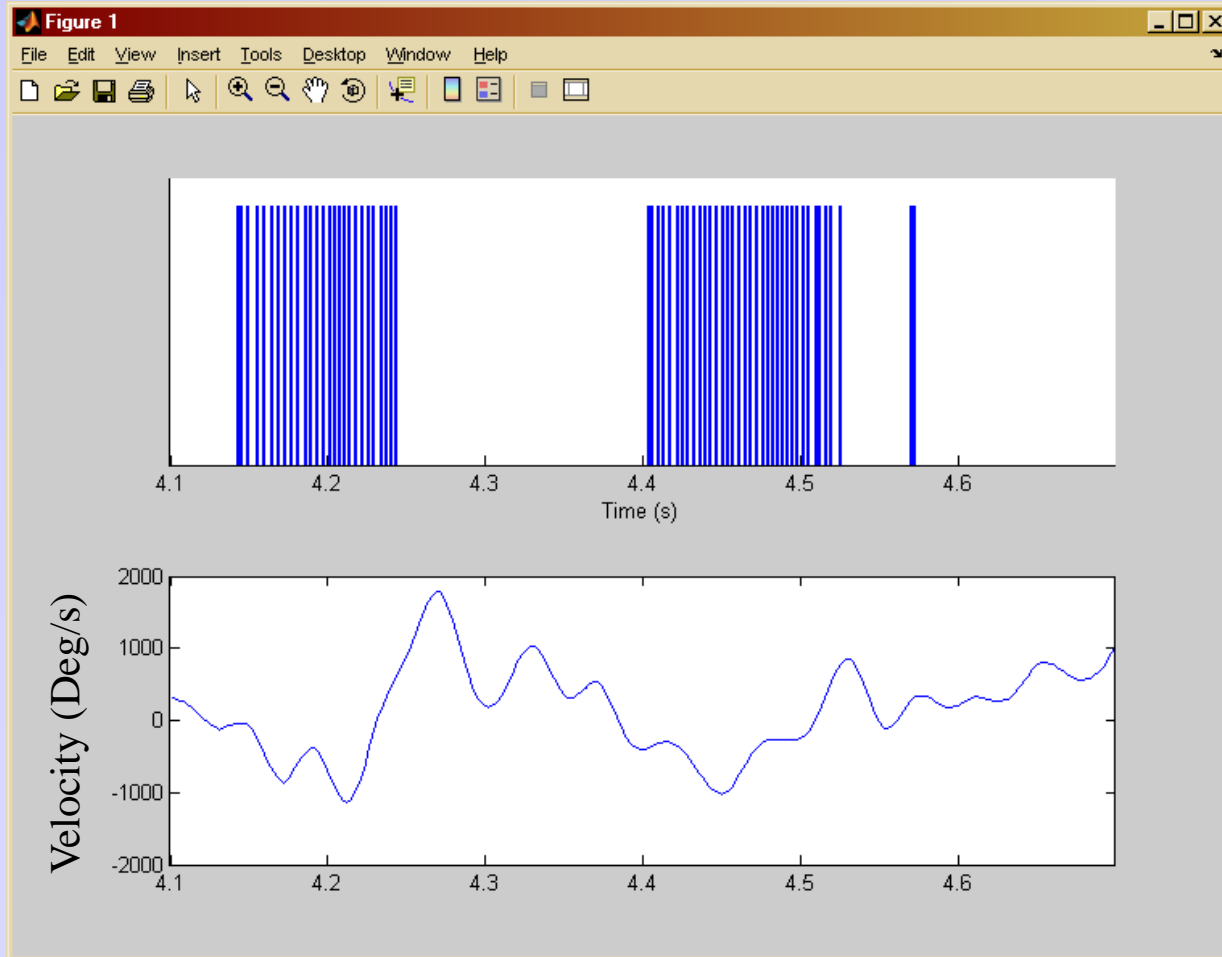 Figure 1
File Edit View Insert Tools Desktop Window Help
4.1 4.2 4.3 4.4 4.5 4.6
Time (s)
Velocity (Deg/s)
2000
1000
0
-1000
-2000
4.1 4.2 4.3 4.4 4.5 4.6